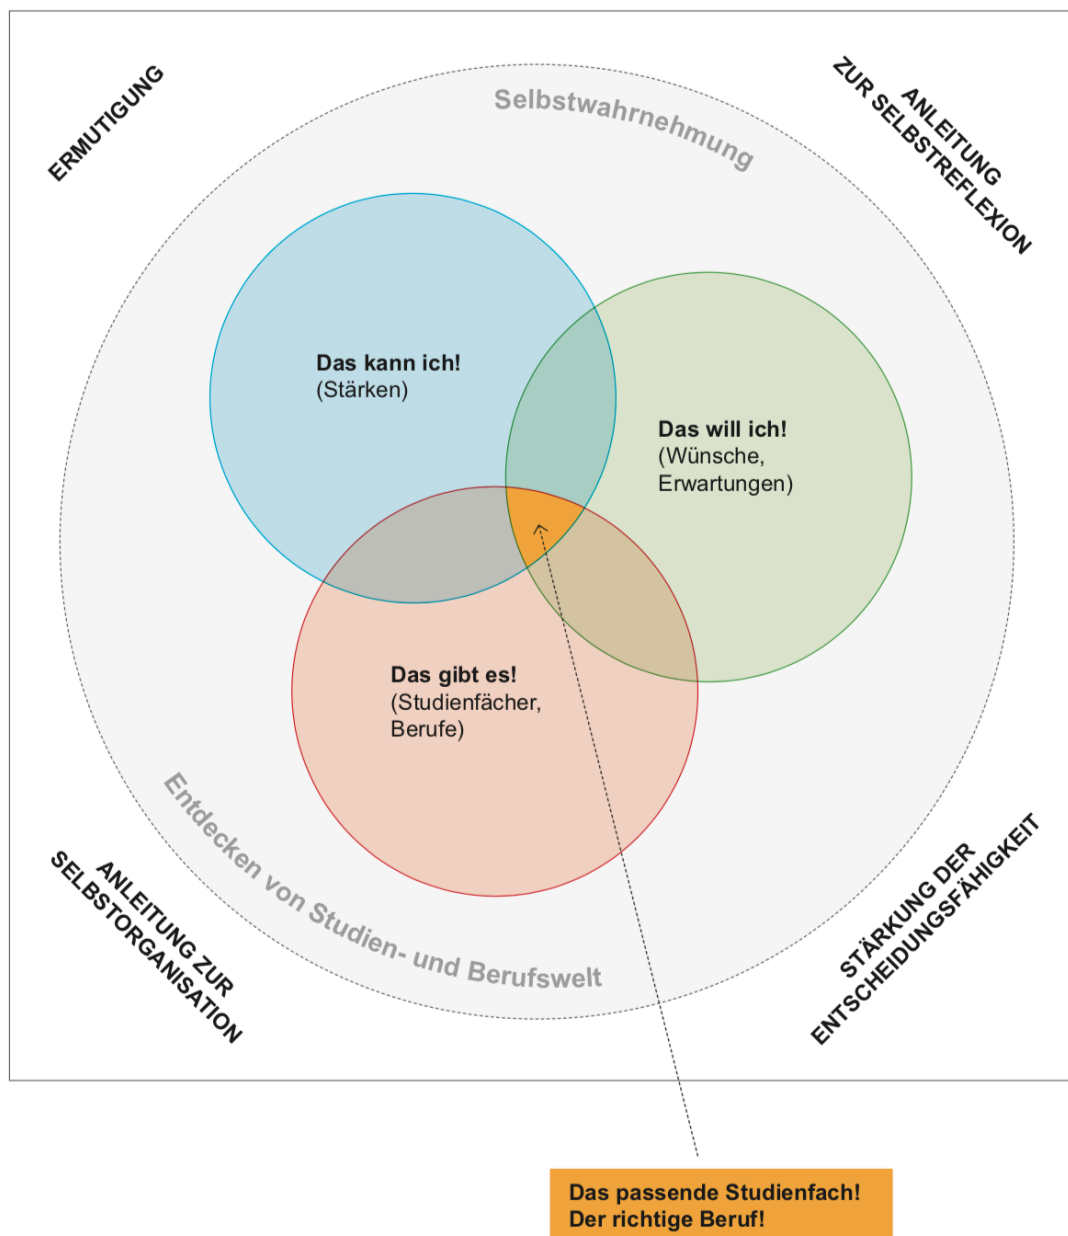 ERMUTIGUNG
ANLEITUNG
ZUR SELBSTREFLEXION
Selbstwahrnehmung
Das kann ich!
(Stärken)
Das will ich!
(Wünsche,
Erwartungen)
Das gibt es!
(Studienfächer,
Berufe)
Entdecken von Studien- und Berufswelt
ANLEITUNG ZUR
SELBSTORGANISATION
STÄRKUNG DER
ENTSCHEIDUNGSFÄHIGKEIT
Das passende Studienfach!
Der richtige Beruf!